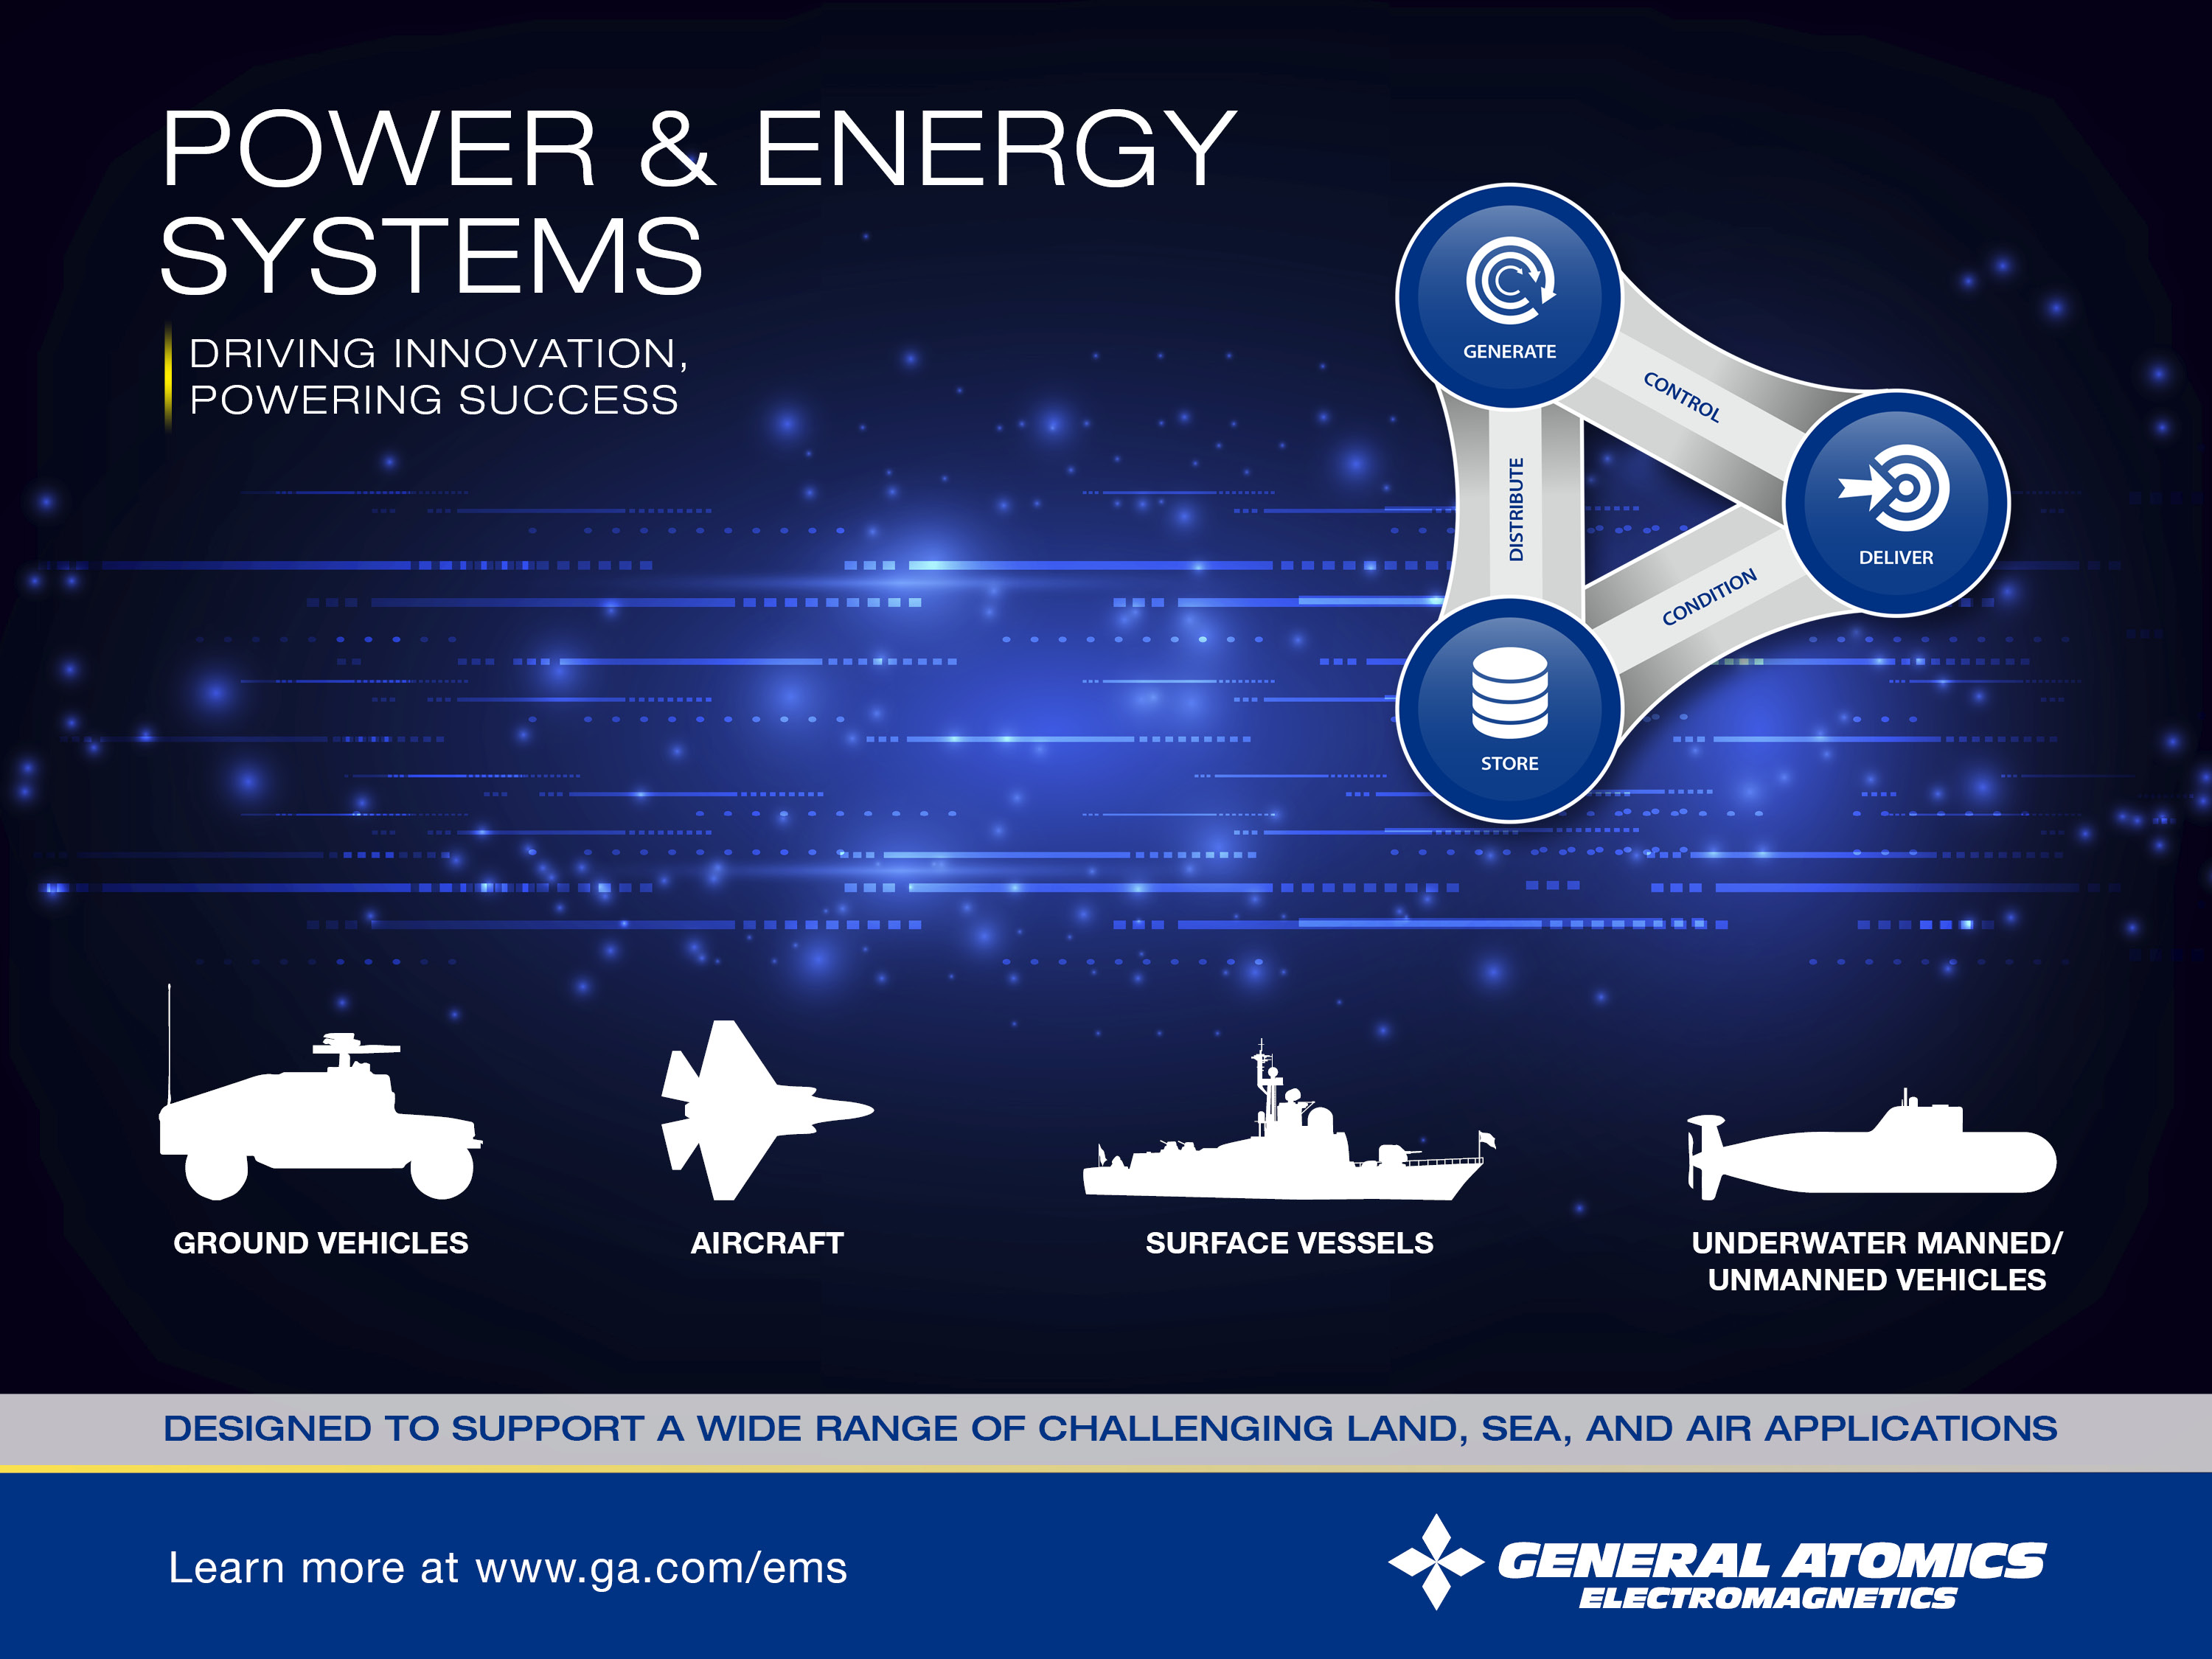 POWER & ENERGY
SYSTEMS
DRIVING INNOVATION,
POWERING SUCCESS
GENERATE
CONTROL
DELIVER
DISTRIBUTE
CONDITION
STORE
GROUND VEHICLES
AIRCRAFT
SURFACE VESSELS
UNDERWATER MANNED/
UNMANNED VEHICLES
DESIGNED TO SUPPORT A WIDE RANGE OF CHALLENGING LAND, SEA, AND AIR APPLICATIONS
Learn more at www.ga.com/ems
GENERAL ATOMICS
ELECTROMAGNETICS